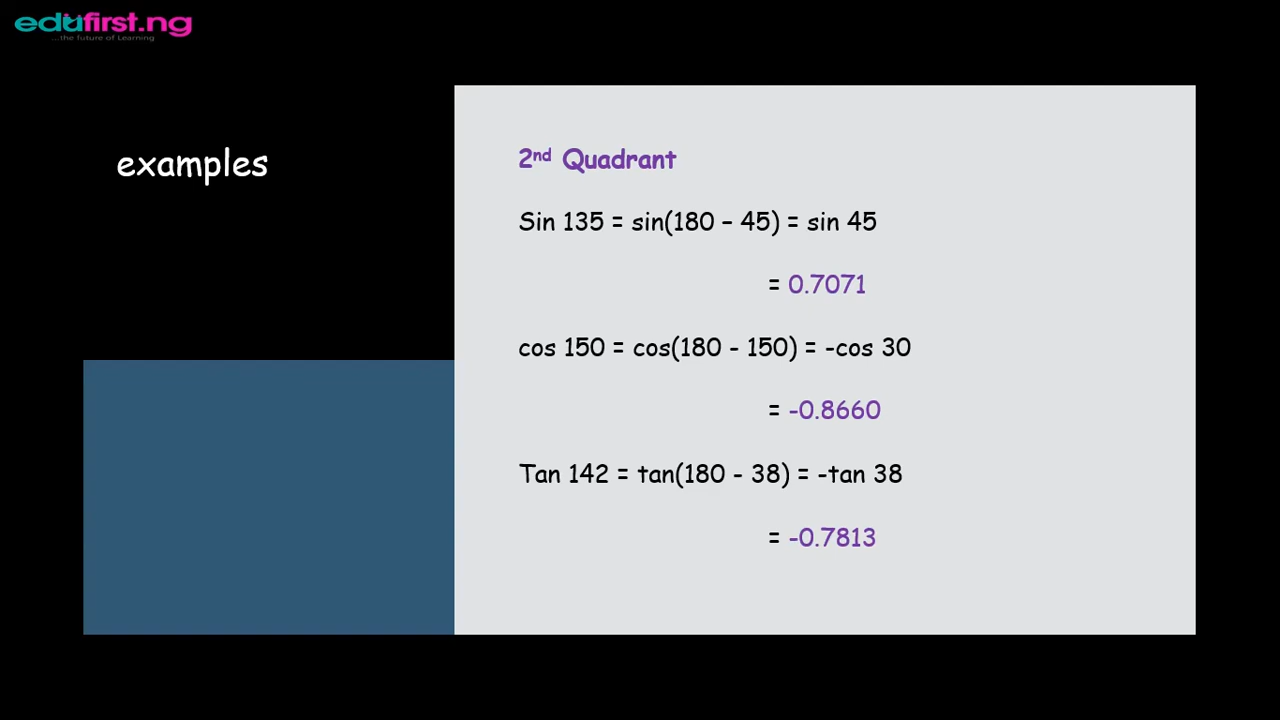 edufirst.ng
...the future of Learning
examples
2nd Quadrant
Sin 135 = sin(180 – 45) = sin 45
= 0.7071
cos 150 = cos(180 - 150) = -cos 30
= -0.8660
Tan 142 = tan(180 - 38) = -tan 38
= -0.7813